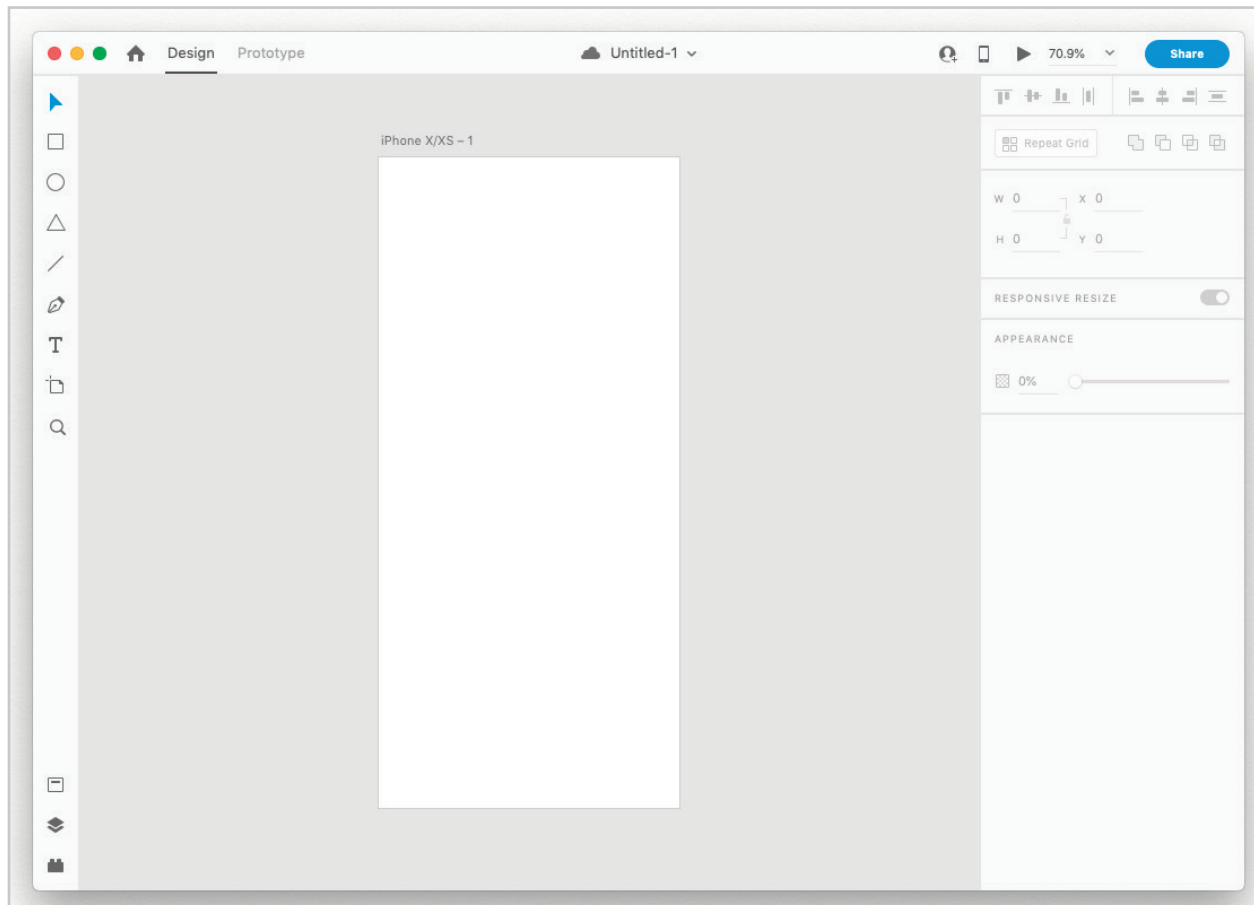 Design Prototype Untitled-1 70.9% Share
iPhone X/XS – 1
Repeat Grid
W 0 X 0
H 0 Y 0
RESPONSIVE RESIZE
APPEARANCE
0%